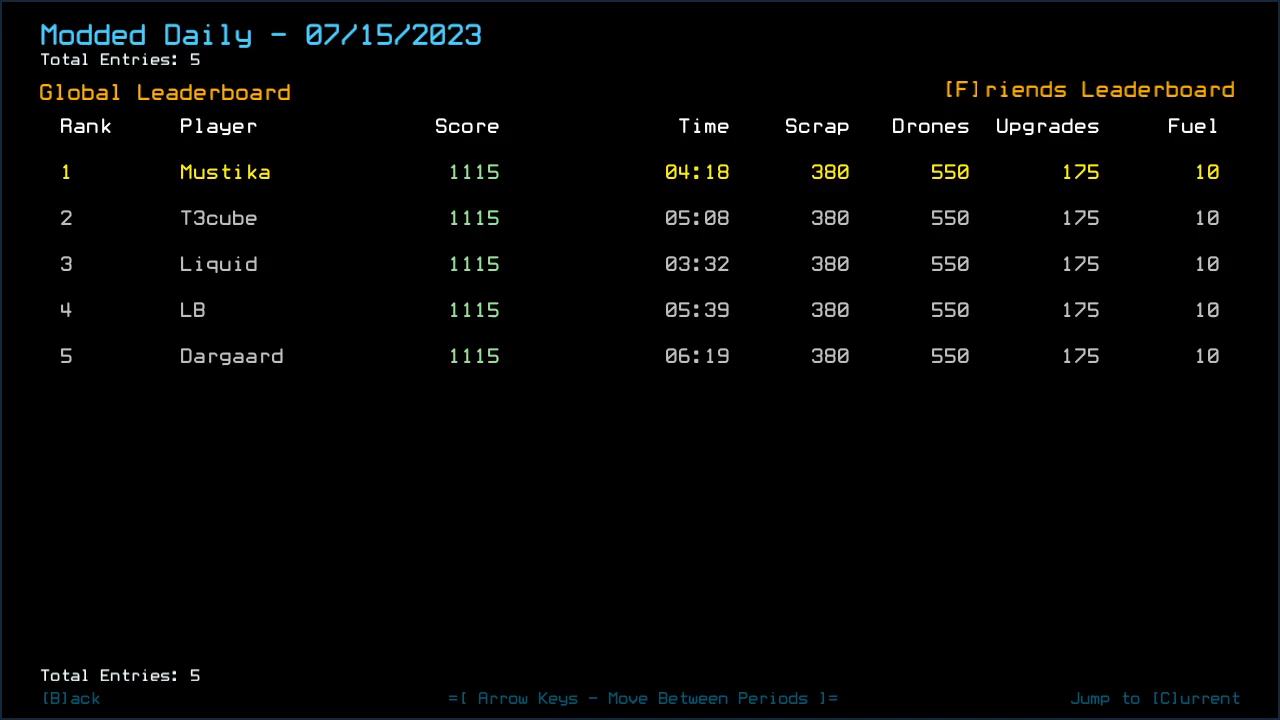 Modded Daily - 07/15/2023
Total Entries: 5
Global Leaderboard [F]riends Leaderboard
Rank Player Score Time Scrap Drones Upgrades Fuel
1 Mustika 1115 04:18 380 550 175 10
2 T3cube 1115 05:08 380 550 175 10
3 Liquid 1115 03:32 380 550 175 10
4 LB 1115 05:39 380 550 175 10
5 Dargaard 1115 06:19 380 550 175 10
Total Entries: 5
[B]ack =[ Arrow Keys - Move Between Periods ]= Jump to [C]urrent